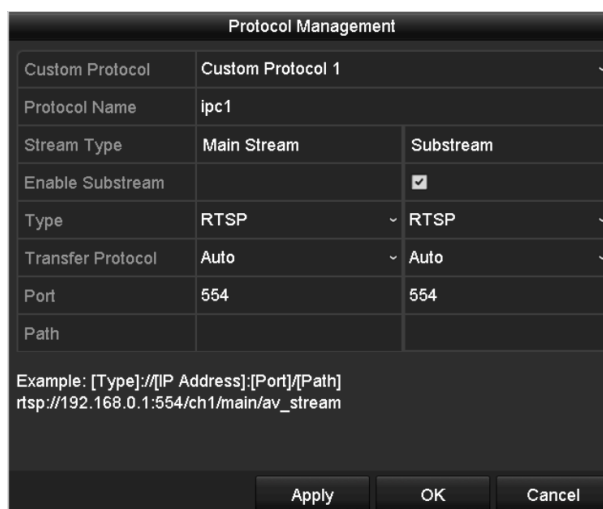 Protocol Management
Custom Protocol Custom Protocol 1
Protocol Name ipc1
Stream Type Main Stream Substream
Enable Substream
Type RTSP RTSP
Transfer Protocol Auto Auto
Port 554 554
Path
Example: [Type]://[IP Address]:[Port]/[Path]
rtsp://192.168.0.1:554/ch1/main/av_stream
Apply OK Cancel